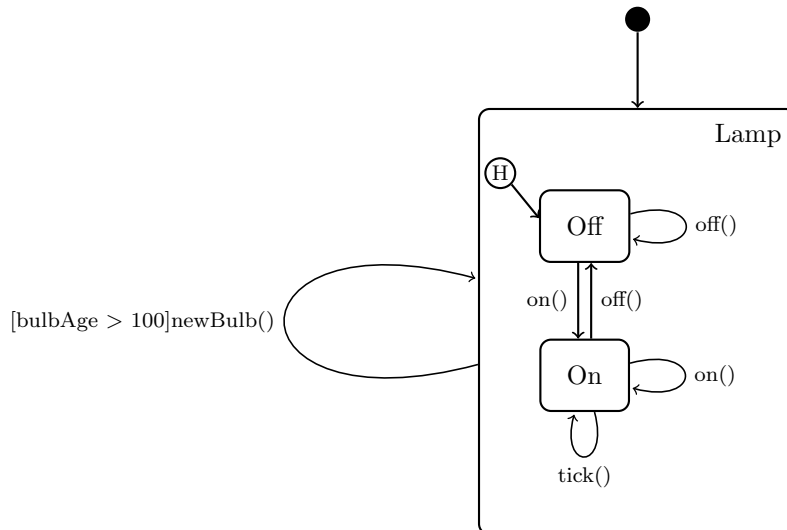 Lamp
H
Off
off()
on()
off()
[bulbAge > 100]newBulb()
On
on()
tick()